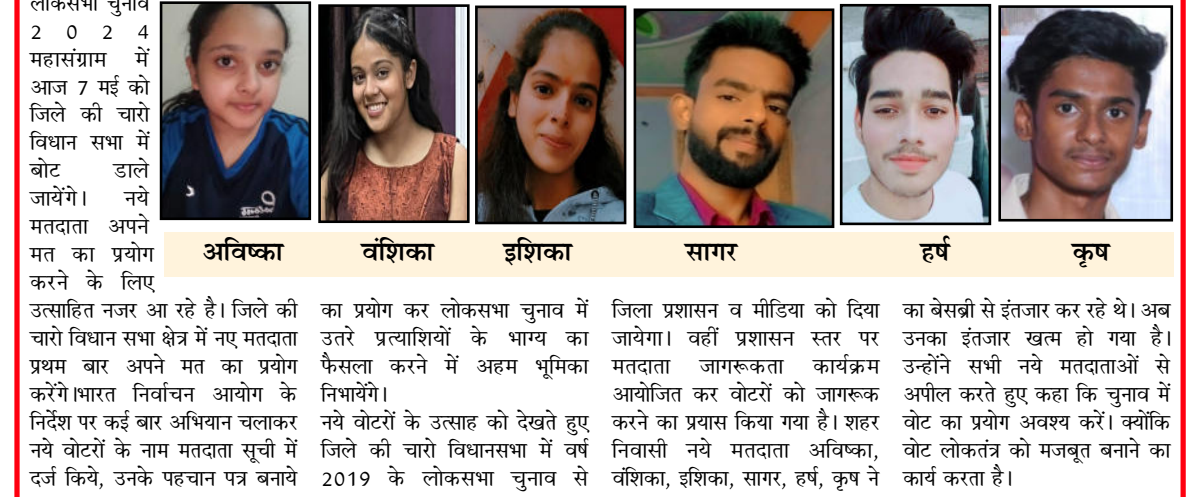 लोकसभा चुनाव
2 0 2 4
महासंग्राम में
आज 7 मई को
जिले की चारो
विधान सभा में
बोट डाले
जायेंगे। नये
मतदाता अपने
मत का प्रयोग
करने के लिए
अविष्का वंशिका इशिका सागर हर्ष कृष
उत्साहित नजर आ रहे है। जिले की
चारो विधान सभा क्षेत्र में नए मतदाता
प्रथम बार अपने मत का प्रयोग
करेंगे।भारत निर्वाचन आयोग के
निर्देश पर कई बार अभियान चलाकर
नये वोटरों के नाम मतदाता सूची में
दर्ज किये, उनके पहचान पत्र बनाये
का प्रयोग कर लोकसभा चुनाव में
उतरे प्रत्याशियों के भाग्य का
फैसला करने में अहम भूमिका
निभायेंगे।
नये वोटरों के उत्साह को देखते हुए
जिले की चारो विधानसभा में वर्ष
2019 के लोकसभा चुनाव से
जिला प्रशासन व मीडिया को दिया
जायेगा। वहीं प्रशासन स्तर पर
मतदाता जागरूकता कार्यक्रम
आयोजित कर वोटरों को जागरूक
करने का प्रयास किया गया है। शहर
निवासी नये मतदाता अविष्का,
वंशिका, इशिका, सागर, हर्ष, कृष ने
का बेसब्री से इंतजार कर रहे थे। अब
उनका इंतजार खत्म हो गया है।
उन्होंने सभी नये मतदाताओं से
अपील करते हुए कहा कि चुनाव में
वोट का प्रयोग अवश्य करें। क्योंकि
वोट लोकतंत्र को मजबूत बनाने का
कार्य करता है।